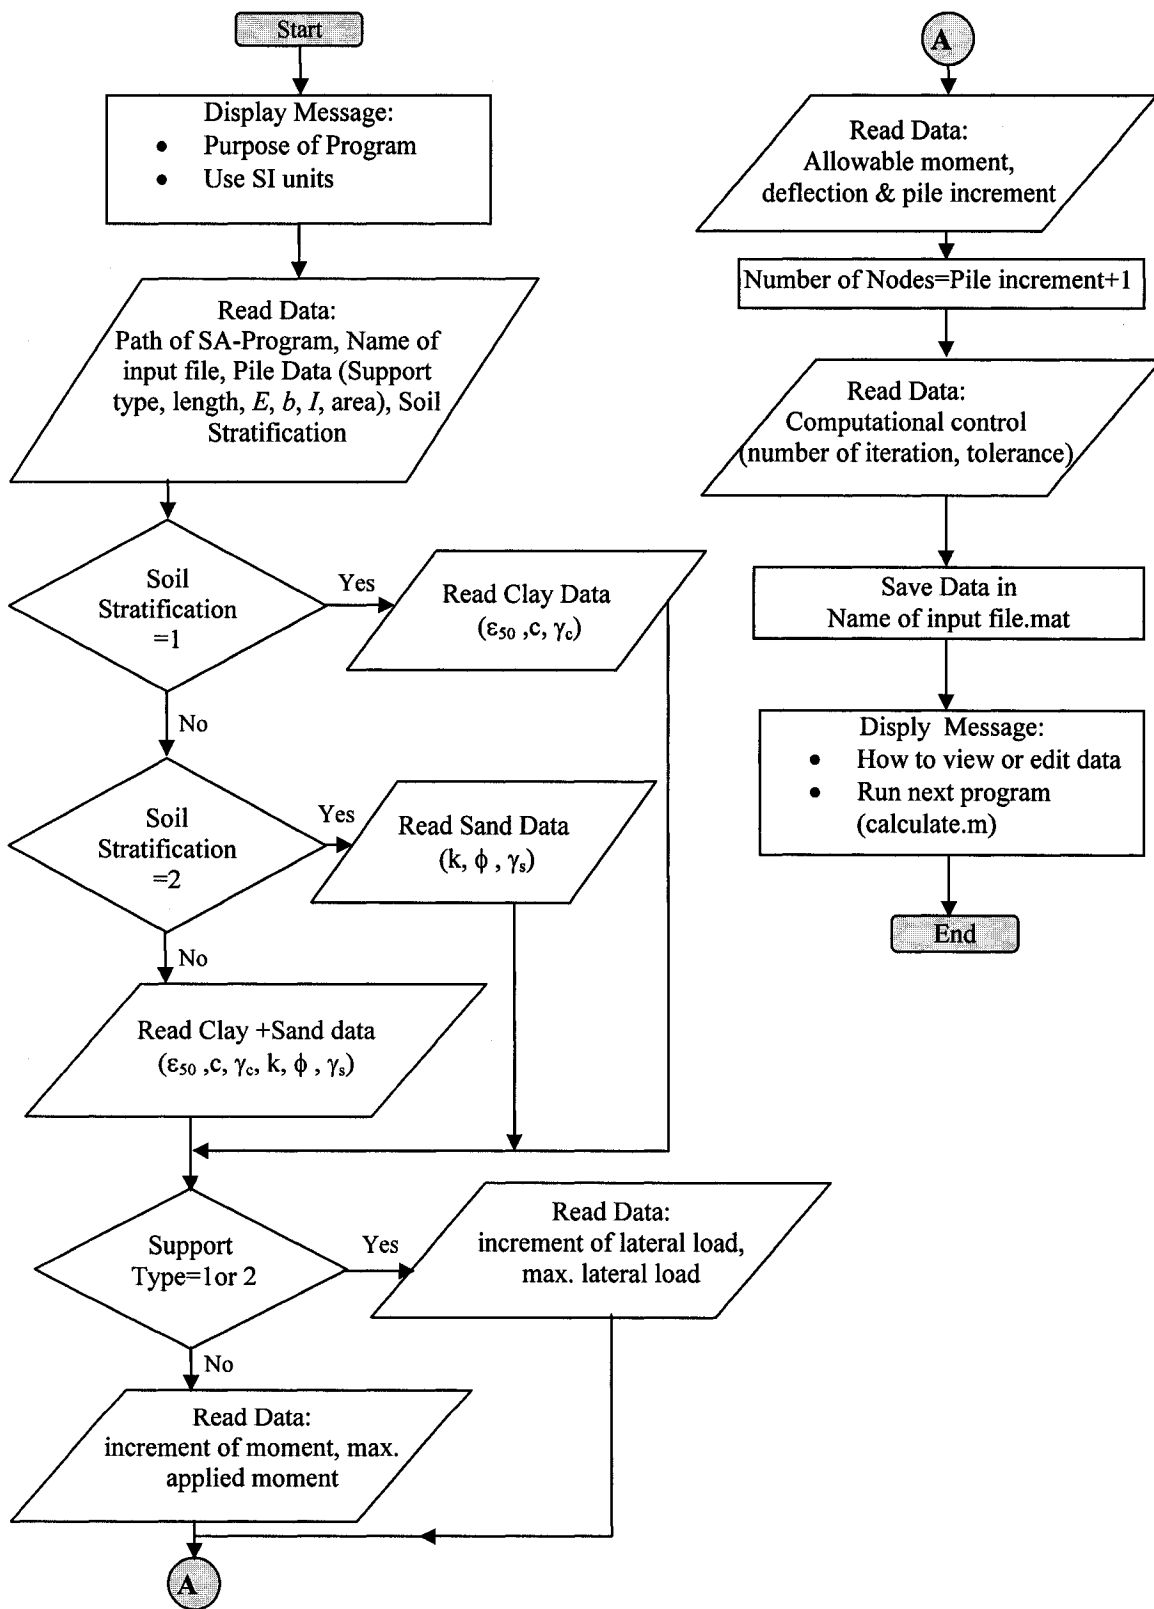 Start
Display Message:
• Purpose of Program
• Use SI units
Read Data:
Path of SA-Program, Name of
input file, Pile Data (Support
type, length, E, b, I, area), Soil
Stratification
Soil
Stratification
=1
Yes
Read Clay Data
(ε50 ,c, γc)
No
Soil
Stratification
=2
Yes
Read Sand Data
(k, ϕ , γs)
No
Read Clay +Sand data
(ε50 ,c, γc, k, ϕ , γs)
Support
Type=1or 2
Yes
Read Data:
increment of lateral load,
max. lateral load
No
Read Data:
increment of moment, max.
applied moment
A
A
Read Data:
Allowable moment,
deflection & pile increment
Number of Nodes=Pile increment+1
Read Data:
Computational control
(number of iteration, tolerance)
Save Data in
Name of input file.mat
Disply Message:
• How to view or edit data
• Run next program
(calculate.m)
End